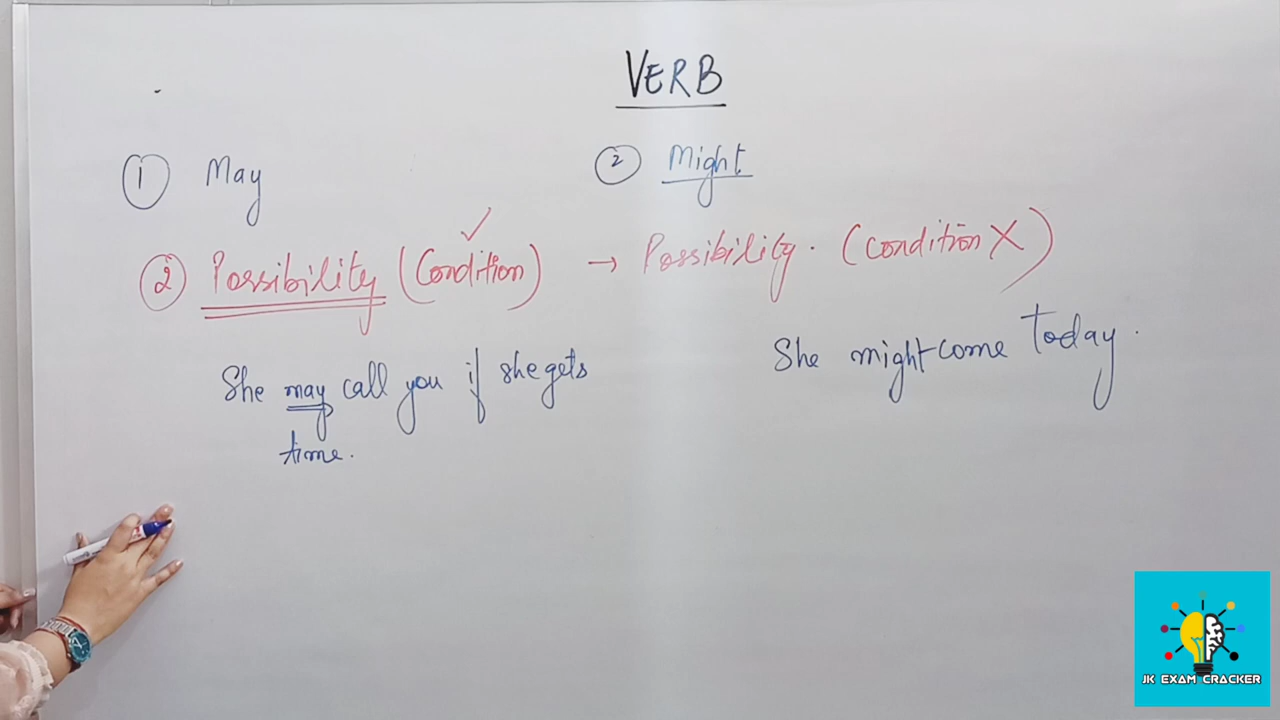 VERB
① May
② Might
② Possibility (Condition) ✓ → Possibility. (Condition X)
She may call you if she gets
time.
She might come Today.
JK EXAM CRACKER